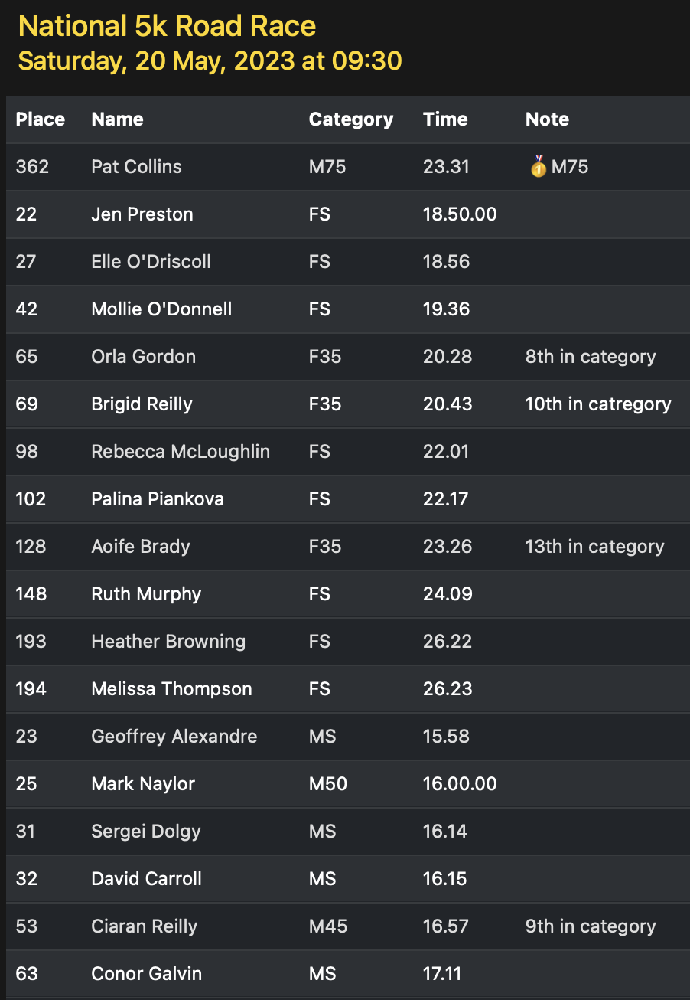 National 5k Road Race
Saturday, 20 May, 2023 at 09:30
Place Name Category Time Note
362 Pat Collins M75 23.31 🥇M75
22 Jen Preston FS 18.50.00
27 Elle O'Driscoll FS 18.56
42 Mollie O'Donnell FS 19.36
65 Orla Gordon F35 20.28 8th in category
69 Brigid Reilly F35 20.43 10th in catregory
98 Rebecca McLoughlin FS 22.01
102 Palina Piankova FS 22.17
128 Aoife Brady F35 23.26 13th in category
148 Ruth Murphy FS 24.09
193 Heather Browning FS 26.22
194 Melissa Thompson FS 26.23
23 Geoffrey Alexandre MS 15.58
25 Mark Naylor M50 16.00.00
31 Sergei Dolgy MS 16.14
32 David Carroll MS 16.15
53 Ciaran Reilly M45 16.57 9th in category
63 Conor Galvin MS 17.11